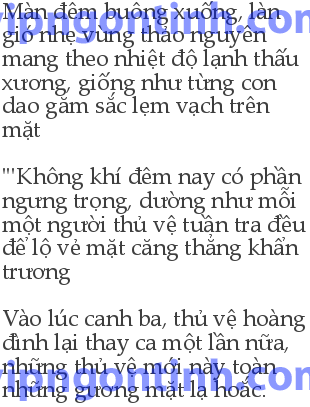 Màn đêm buông xuống, làn
gió nhẹ vùng thảo nguyên
mang theo nhiệt độ lạnh thấu
xương, giống như từng con
dao găm sắc lẹm vạch trên
mặt
"'Không khí đêm nay có phần
ngưng trọng, dường như mỗi
một người thủ vệ tuần tra đều
để lộ vẻ mặt căng thẳng khẩn
trương
Vào lúc canh ba, thủ vệ hoàng
đình lại thay ca một lần nữa,
những thủ vệ mới này toàn
những gương mặt lạ hoắc.
vipngontinh.com